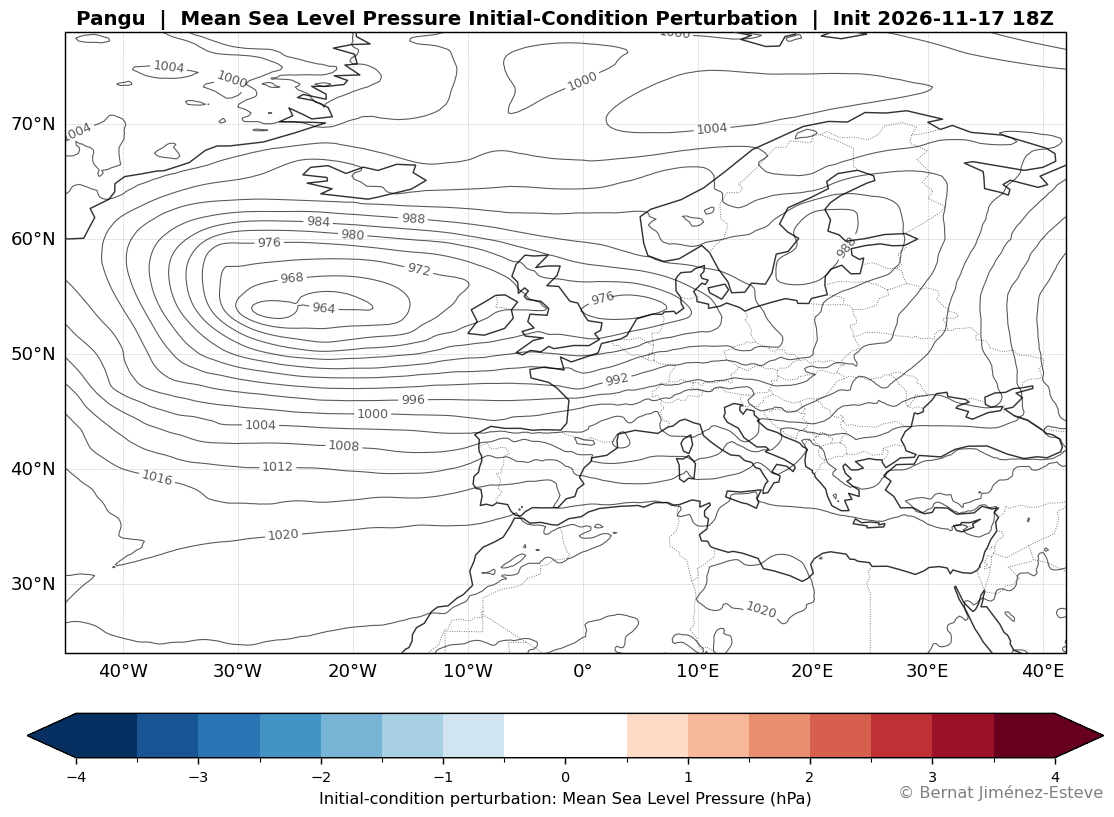 Pangu | Mean Sea Level Pressure Initial-Condition Perturbation | Init 2026-11-17 18Z
1000
1004
1000
1000
1004
1004
70°N
988
984
980
60°N
976
972
988
968
964
976
50°N
992
996
1000
1004
1008
1012
40°N
1016
1020
30°N
1020
40°W 30°W 20°W 10°W 0° 10°E 20°E 30°E 40°E
−4 −3 −2 −1 0 1 2 3 4
Initial-condition perturbation: Mean Sea Level Pressure (hPa)
© Bernat Jiménez-Esteve